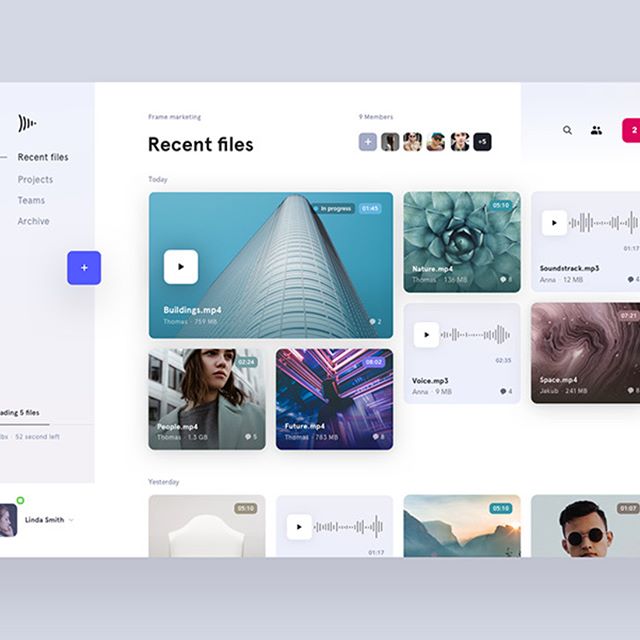 Frame marketing
9 Members
Recent files
+5
2
Recent files
Projects
Teams
Archive
+
Today
In progress
01:45
Buildings.mp4
Thomas · 759 MB
2
05:10
Nature.mp4
Thomas · 136 MB
8
01:17
Soundstrack.mp3
Anna · 12 MB
4
02:24
People.mp4
Thomas · 1.3 GB
5
08:02
Future.mp4
Thomas · 783 MB
8
02:35
Voice.mp3
Anna · 9 MB
4
07:21
Space.mp4
Jakub · 241 MB
8
ading 5 files
52 second left
Linda Smith
Yesterday
05:10
01:17
05:10
01:07